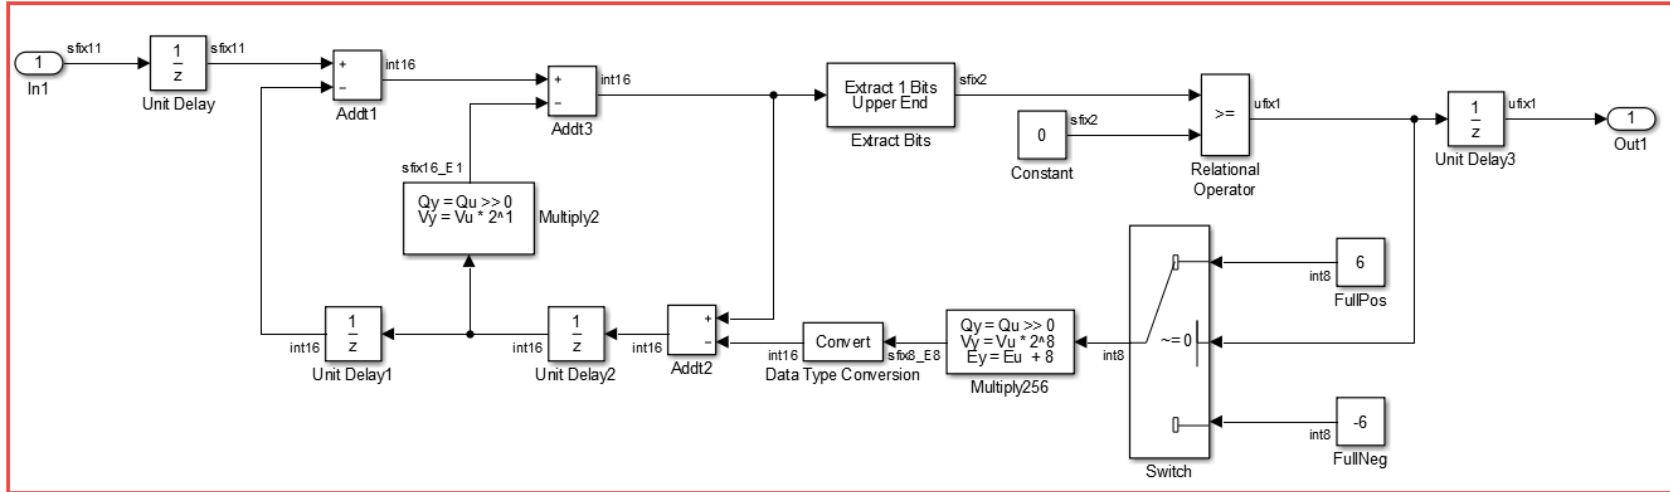 1
In1
sfix11
1
z
Unit Delay
sfix11
+
−
Addt1
int16
+
−
Addt3
int16
sfix16_E1
Qy = Qu >> 0
Vy = Vu * 2^1
Multiply2
Extract 1 Bits
Upper End
Extract Bits
sfix2
0
Constant
sfix2
>=
Relational
Operator
ufix1
1
z
Unit Delay3
ufix1
1
Out1
int16
1
z
Unit Delay1
int16
1
z
Unit Delay2
int16
+
−
Addt2
int16
Convert
Data Type Conversion
sfix8_E8
Qy = Qu >> 0
Vy = Vu * 2^8
Ey = Eu + 8
Multiply256
int8
~= 0
Switch
int8
6
FullPos
int8
-6
FullNeg